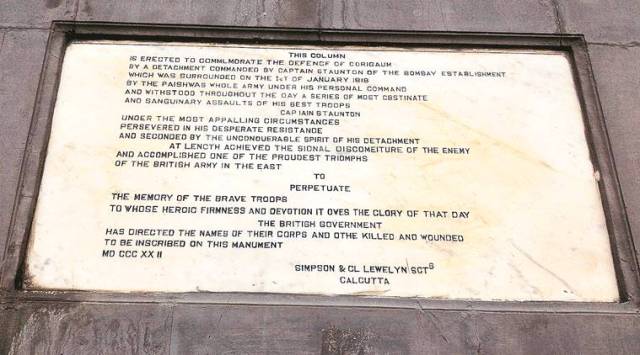 THIS COLUMN
IS ERECTED TO COMMLMORATE THE DEFENCE OF CORIGAUM
BY A DETACHMENT COMMANDED BY CAPTAIN STAUNTON OF THE BOMBAY ESTABLISHMENT
WHICH WAS SURROUNDED ON THE 1ST OF JANUARY 1818
BY THE PAISHWAS WHOLE ARMY UNDER HIS PERSONAL COMMAND
AND WITHSTOOD THROUGHOUT THE DAY A SERIES OF MOST OBSTINATE
AND SANGUINARY ASSAULTS OF HIS BEST TROOPS
CAPTAIN STAUNTON
UNDER THE MOST APPALLING CIRCUMSTANCES
PERSEVERED IN HIS DESPERATE RESISTANCE
AND SECONDED BY THE UNCONQUERABLE SPIRIT OF HIS DETACHMENT
AT LENGTH ACHIEVED THE SIGNAL DISCOMEITURE OF THE ENEMY
AND ACCOMPLISHED ONE OF THE PROUDEST TRIOMPHS
OF THE BRITISH ARMY IN THE EAST
TO
PERPETUATE
THE MEMORY OF THE BRAVE TROOPS
TO WHOSE HEROIC FIRMNESS AND DEVOTION IT OVES THE GLORY OF THAT DAY
THE BRITISH GOVERNMENT
HAS DIRECTED THE NAMES OF THEIR CORPS AND OTHE KILLED AND WOUNDED
TO BE INSCRIBED ON THIS MANUMENT
MD CCC XX II
SIMPSON & CL LEWELYN SCTS
CALCUTTA